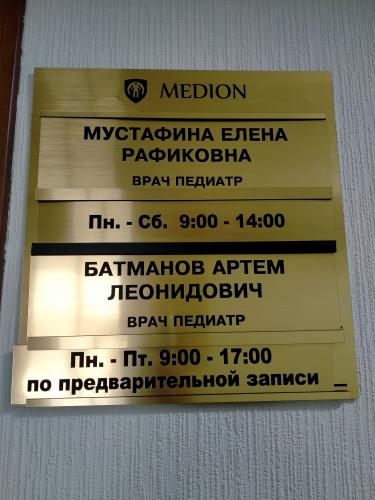 MEDION
МУСТАФИНА ЕЛЕНА
РАФИКОВНА
ВРАЧ ПЕДИАТР
Пн. - Сб. 9:00 - 14:00
БАТМАНОВ АРТЕМ
ЛЕОНИДОВИЧ
ВРАЧ ПЕДИАТР
Пн. - Пт. 9:00 - 17:00
по предварительной записи